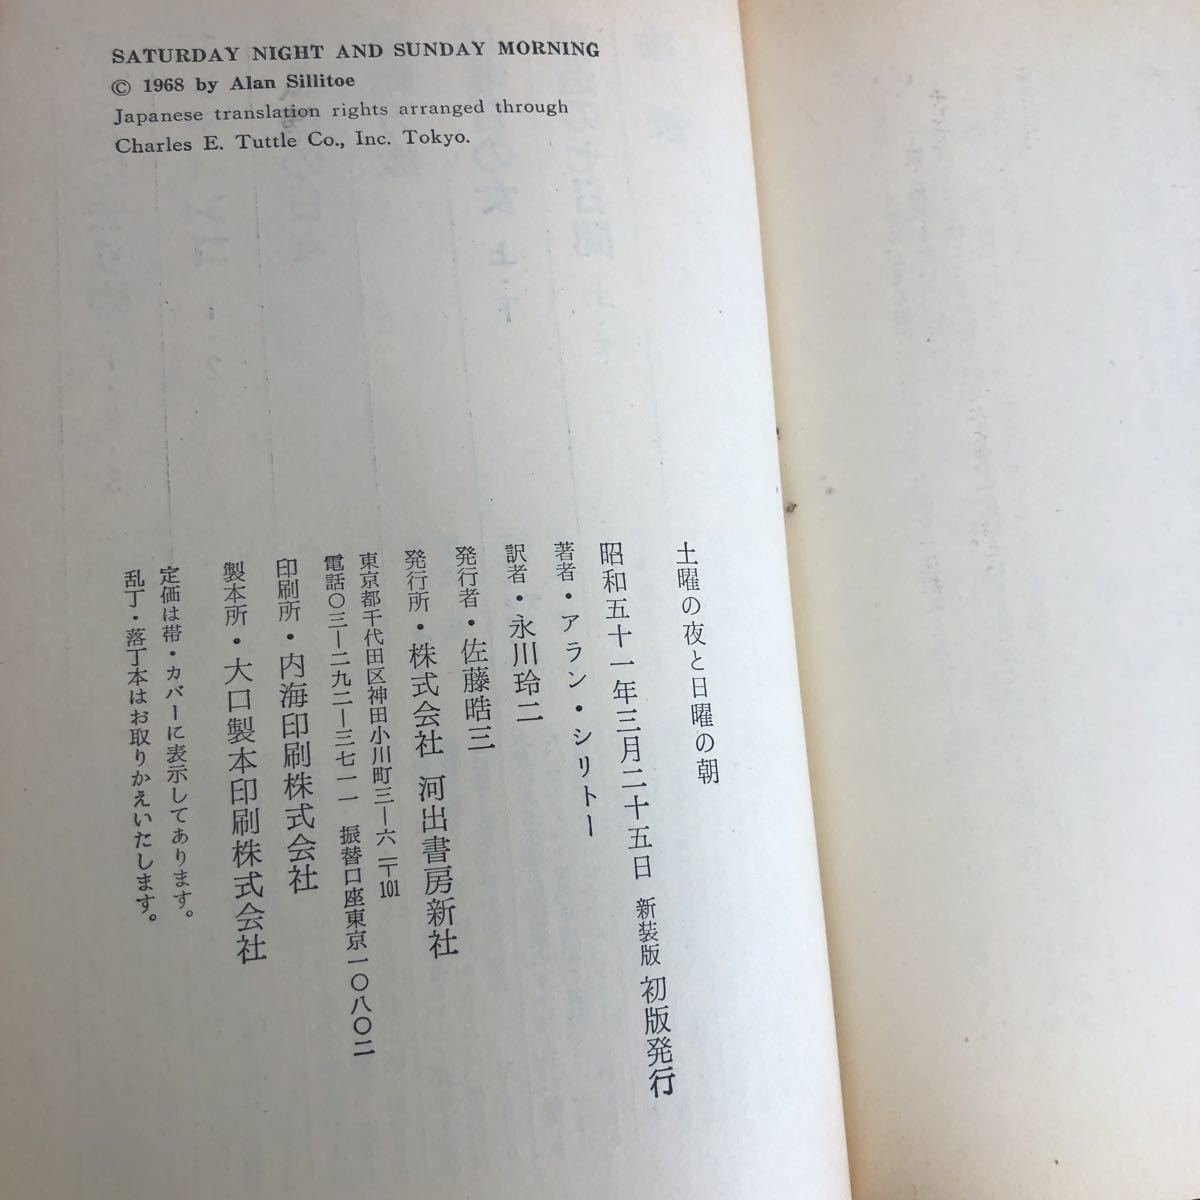 SATURDAY NIGHT AND SUNDAY MORNING
© 1968 by Alan Sillitoe
Japanese translation rights arranged through
Charles E. Tuttle Co., Inc. Tokyo.
土曜の夜と日曜の朝
昭和五十一年三月二十五日 新装版 初版発行
著者・アラン・シリトー
訳者・永川玲二
発行者・佐藤晧三
発行所・株式会社 河出書房新社
東京都千代田区神田小川町三—六 〒101
電話〇三—二九二—三七一一 振替口座東京一〇八〇二
印刷所・内海印刷株式会社
製本所・大口製本印刷株式会社
定価は帯・カバーに表示してあります。
乱丁・落丁本はお取りかえいたします。